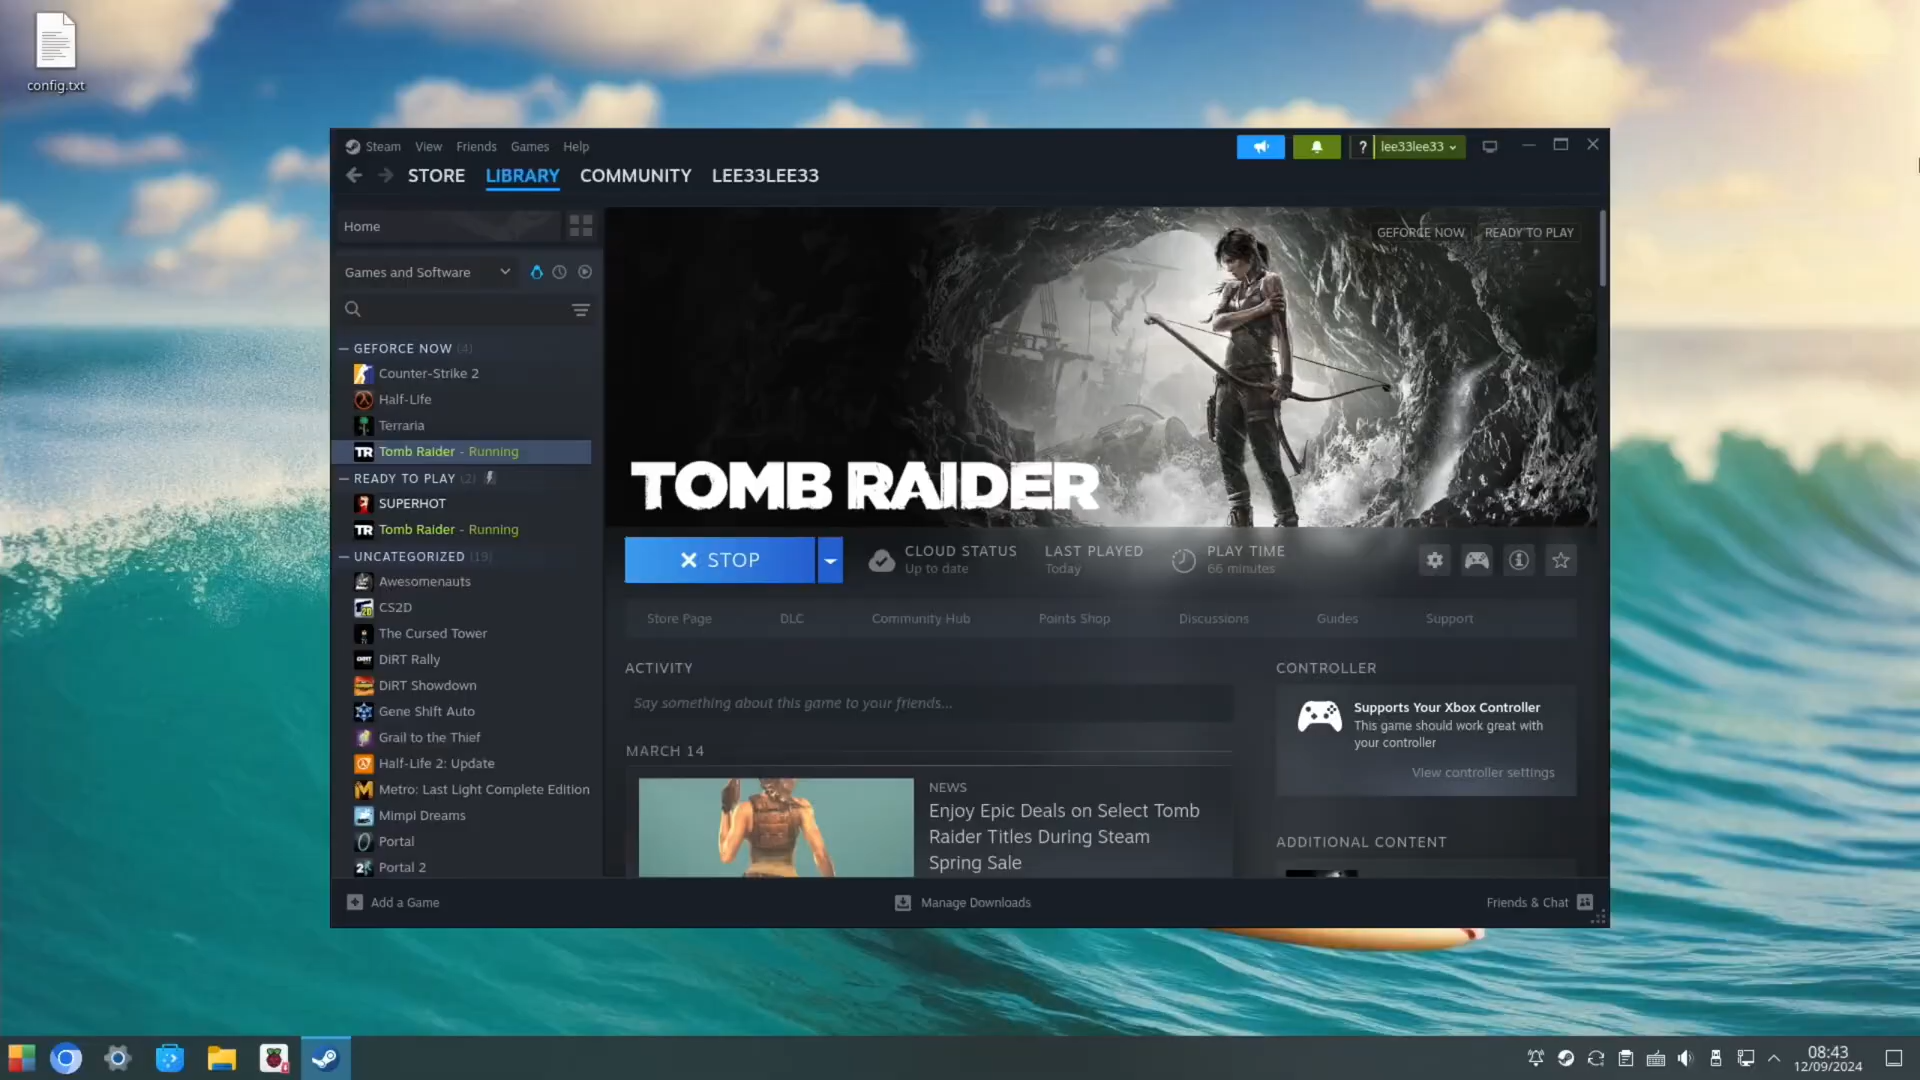 config.txt
Steam View Friends Games Help
? lee33lee33
STORE LIBRARY COMMUNITY LEE33LEE33
Home
Games and Software
GEFORCE NOW (4)
Counter-Strike 2
Half-Life
Terraria
TR Tomb Raider - Running
READY TO PLAY (2)
SUPERHOT
TR Tomb Raider - Running
UNCATEGORIZED (19)
Awesomenauts
CS2D
The Cursed Tower
DiRT Rally
DiRT Showdown
Gene Shift Auto
Grail to the Thief
Half-Life 2: Update
Metro: Last Light Complete Edition
Mimpi Dreams
Portal
Portal 2
GEFORCE NOW READY TO PLAY
TOMB RAIDER
STOP
CLOUD STATUS
Up to date
LAST PLAYED
Today
PLAY TIME
66 minutes
Store Page DLC Community Hub Points Shop Discussions Guides Support
ACTIVITY
Say something about this game to your friends...
MARCH 14
NEWS
Enjoy Epic Deals on Select Tomb
Raider Titles During Steam
Spring Sale
CONTROLLER
Supports Your Xbox Controller
This game should work great with
your controller
View controller settings
ADDITIONAL CONTENT
Add a Game
Manage Downloads
Friends & Chat
08:43
12/09/2024